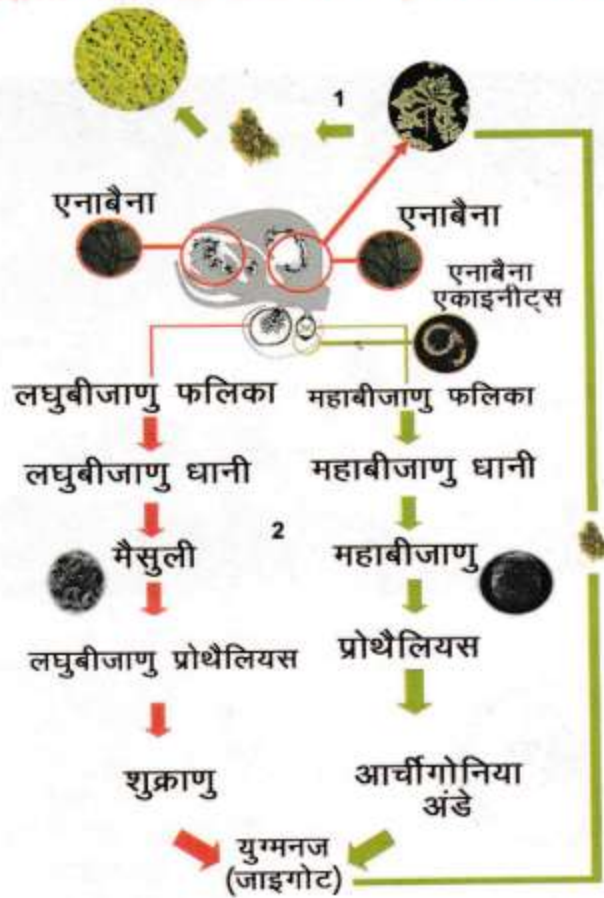 1
एनाबैना
एनाबैना
एनाबैना
एकाइनीट्स
लघुबीजाणु फलिका
महाबीजाणु फलिका
लघुबीजाणु धानी
महाबीजाणु धानी
2
मैसुली
महाबीजाणु
लघुबीजाणु प्रोथैलियस
प्रोथैलियस
शुक्राणु
आर्चीगोनिया
अंडे
युग्मनज
(जाइगोट)